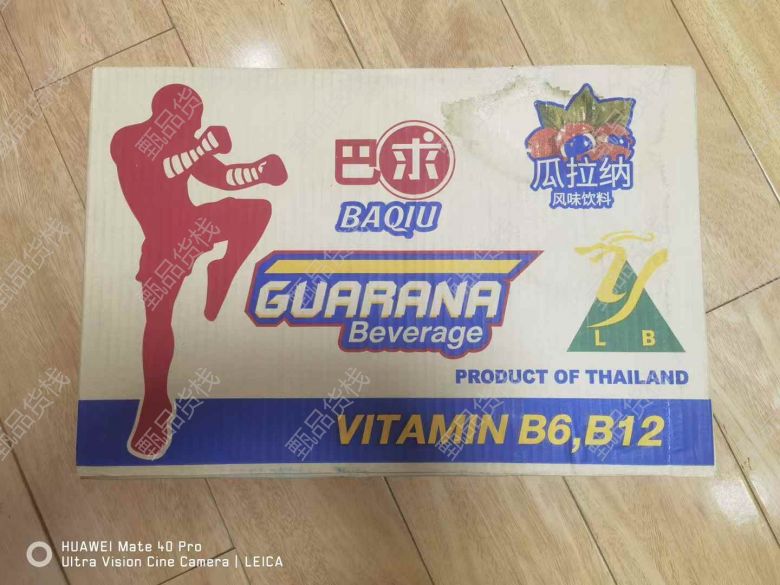 巴求
BAQIU
瓜拉纳
风味饮料
GUARANA
Beverage
L B
PRODUCT OF THAILAND
VITAMIN B6,B12
HUAWEI Mate 40 Pro
Ultra Vision Cine Camera | LEICA
甄品货栈